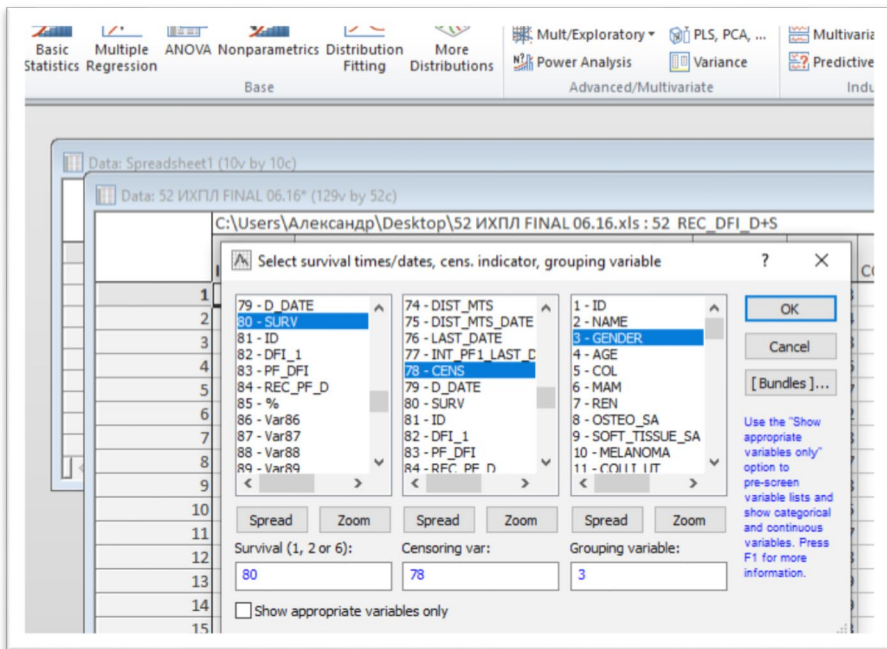 Mult/Exploratory
PLS, PCA, ...
Basic Statistics
Multiple Regression
ANOVA
Nonparametrics
Distribution Fitting
More Distributions
Power Analysis
Variance
Predictive
Base
Advanced/Multivariate
Data: Spreadsheet1 (10v by 10c)
Data: 52 ИХПЛ FINAL 06.16* (129v by 52c)
C:\Users\Александр\Desktop\52 ИХПЛ FINAL 06.16.xls : 52 REC_DFI_D+S
Select survival times/dates, cens. indicator, grouping variable
?
1
2
3
4
5
6
7
8
9
10
11
12
13
14
15
79 - D_DATE
80 - SURV
81 - ID
82 - DFI_1
83 - PF_DFI
84 - REC_PF_D
85 - %
86 - Var86
87 - Var87
88 - Var88
89 - Var89
Spread Zoom
Survival (1, 2 or 6):
80
74 - DIST_MTS
75 - DIST_MTS_DATE
76 - LAST_DATE
77 - INT_PF1_LAST_D
78 - CENS
79 - D_DATE
80 - SURV
81 - ID
82 - DFI_1
83 - PF_DFI
84 - REC_PF_D
Spread Zoom
Censoring var:
78
1 - ID
2 - NAME
3 - GENDER
4 - AGE
5 - COL
6 - MAM
7 - REN
8 - OSTEO_SA
9 - SOFT_TISSUE_SA
10 - MELANOMA
Spread Zoom
Grouping variable:
3
OK
Cancel
[ Bundles ]...
Use the "Show
appropriate
variables only"
option to
pre-screen
variable lists and
show categorical
and continuous
variables. Press
F1 for more
information.
Show appropriate variables only